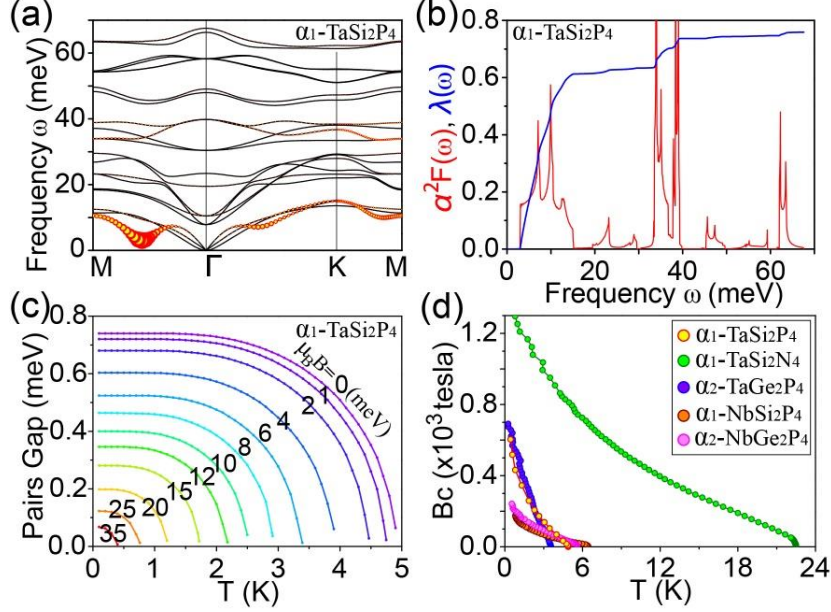 (a)
α₁-TaSi₂P₄
Frequency ω (meV)
60
40
20
0
M Γ K M
(b)
α₁-TaSi₂P₄
α²F(ω), λ(ω)
0.8
0.6
0.4
0.2
0.0
0 20 40 60
Frequency ω (meV)
(c)
α₁-TaSi₂P₄
Pairs Gap (meV)
0.8
0.6
0.4
0.2
0.0
μ_BB=0(meV)
1
2
4
6
8
10
12
15
20
25
35
0 1 2 3 4 5
T (K)
(d)
Bc (x10³tesla)
1.2
0.8
0.4
0.0
α₁-TaSi₂P₄
α₁-TaSi₂N₄
α₂-TaGe₂P₄
α₁-NbSi₂P₄
α₂-NbGe₂P₄
0 6 12 18 24
T (K)